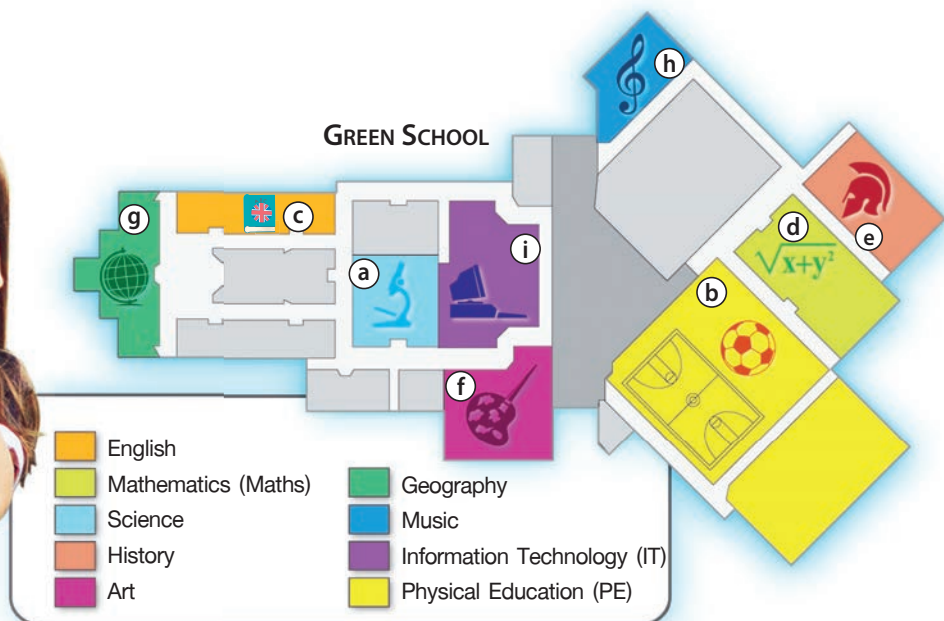 h
GREEN SCHOOL
g
c
a
i
d
e
√x+y²
b
f
English
Mathematics (Maths)
Science
History
Art
Geography
Music
Information Technology (IT)
Physical Education (PE)